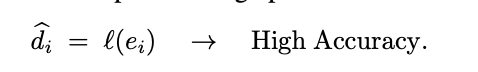 d̂ᵢ = ℓ(eᵢ) → High Accuracy.